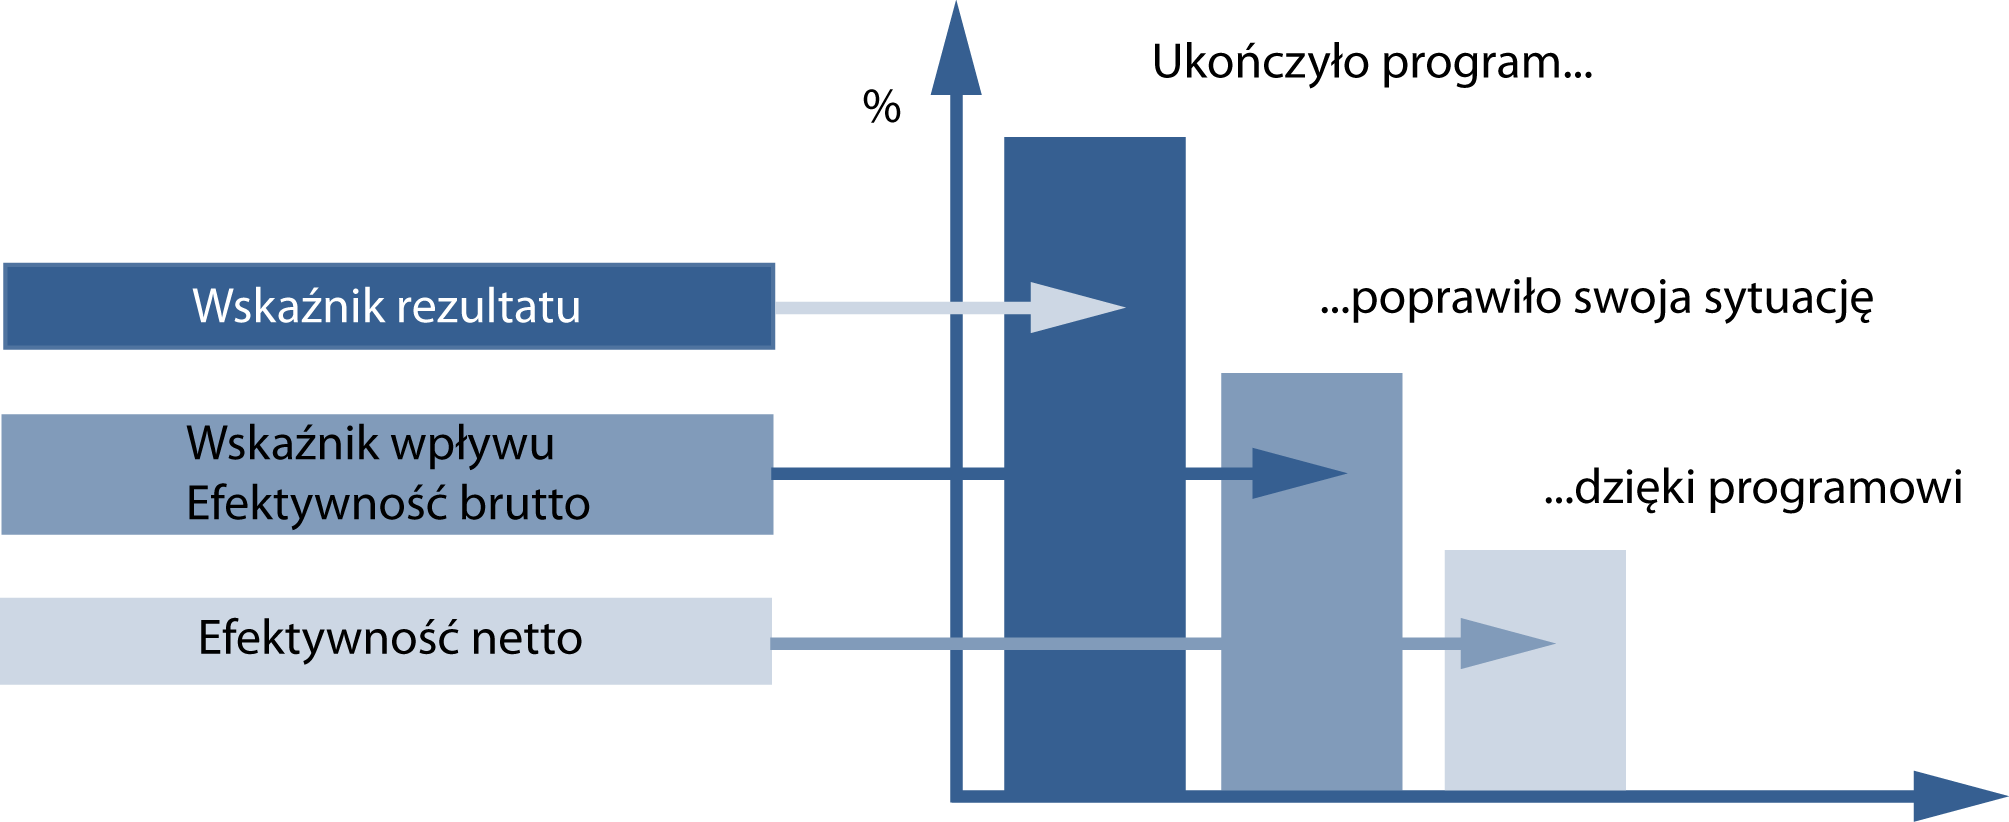 Ukończyło program...
%
Wskaźnik rezultatu
...poprawiło swoja sytuację
Wskaźnik wpływu
Efektywność brutto
...dzięki programowi
Efektywność netto